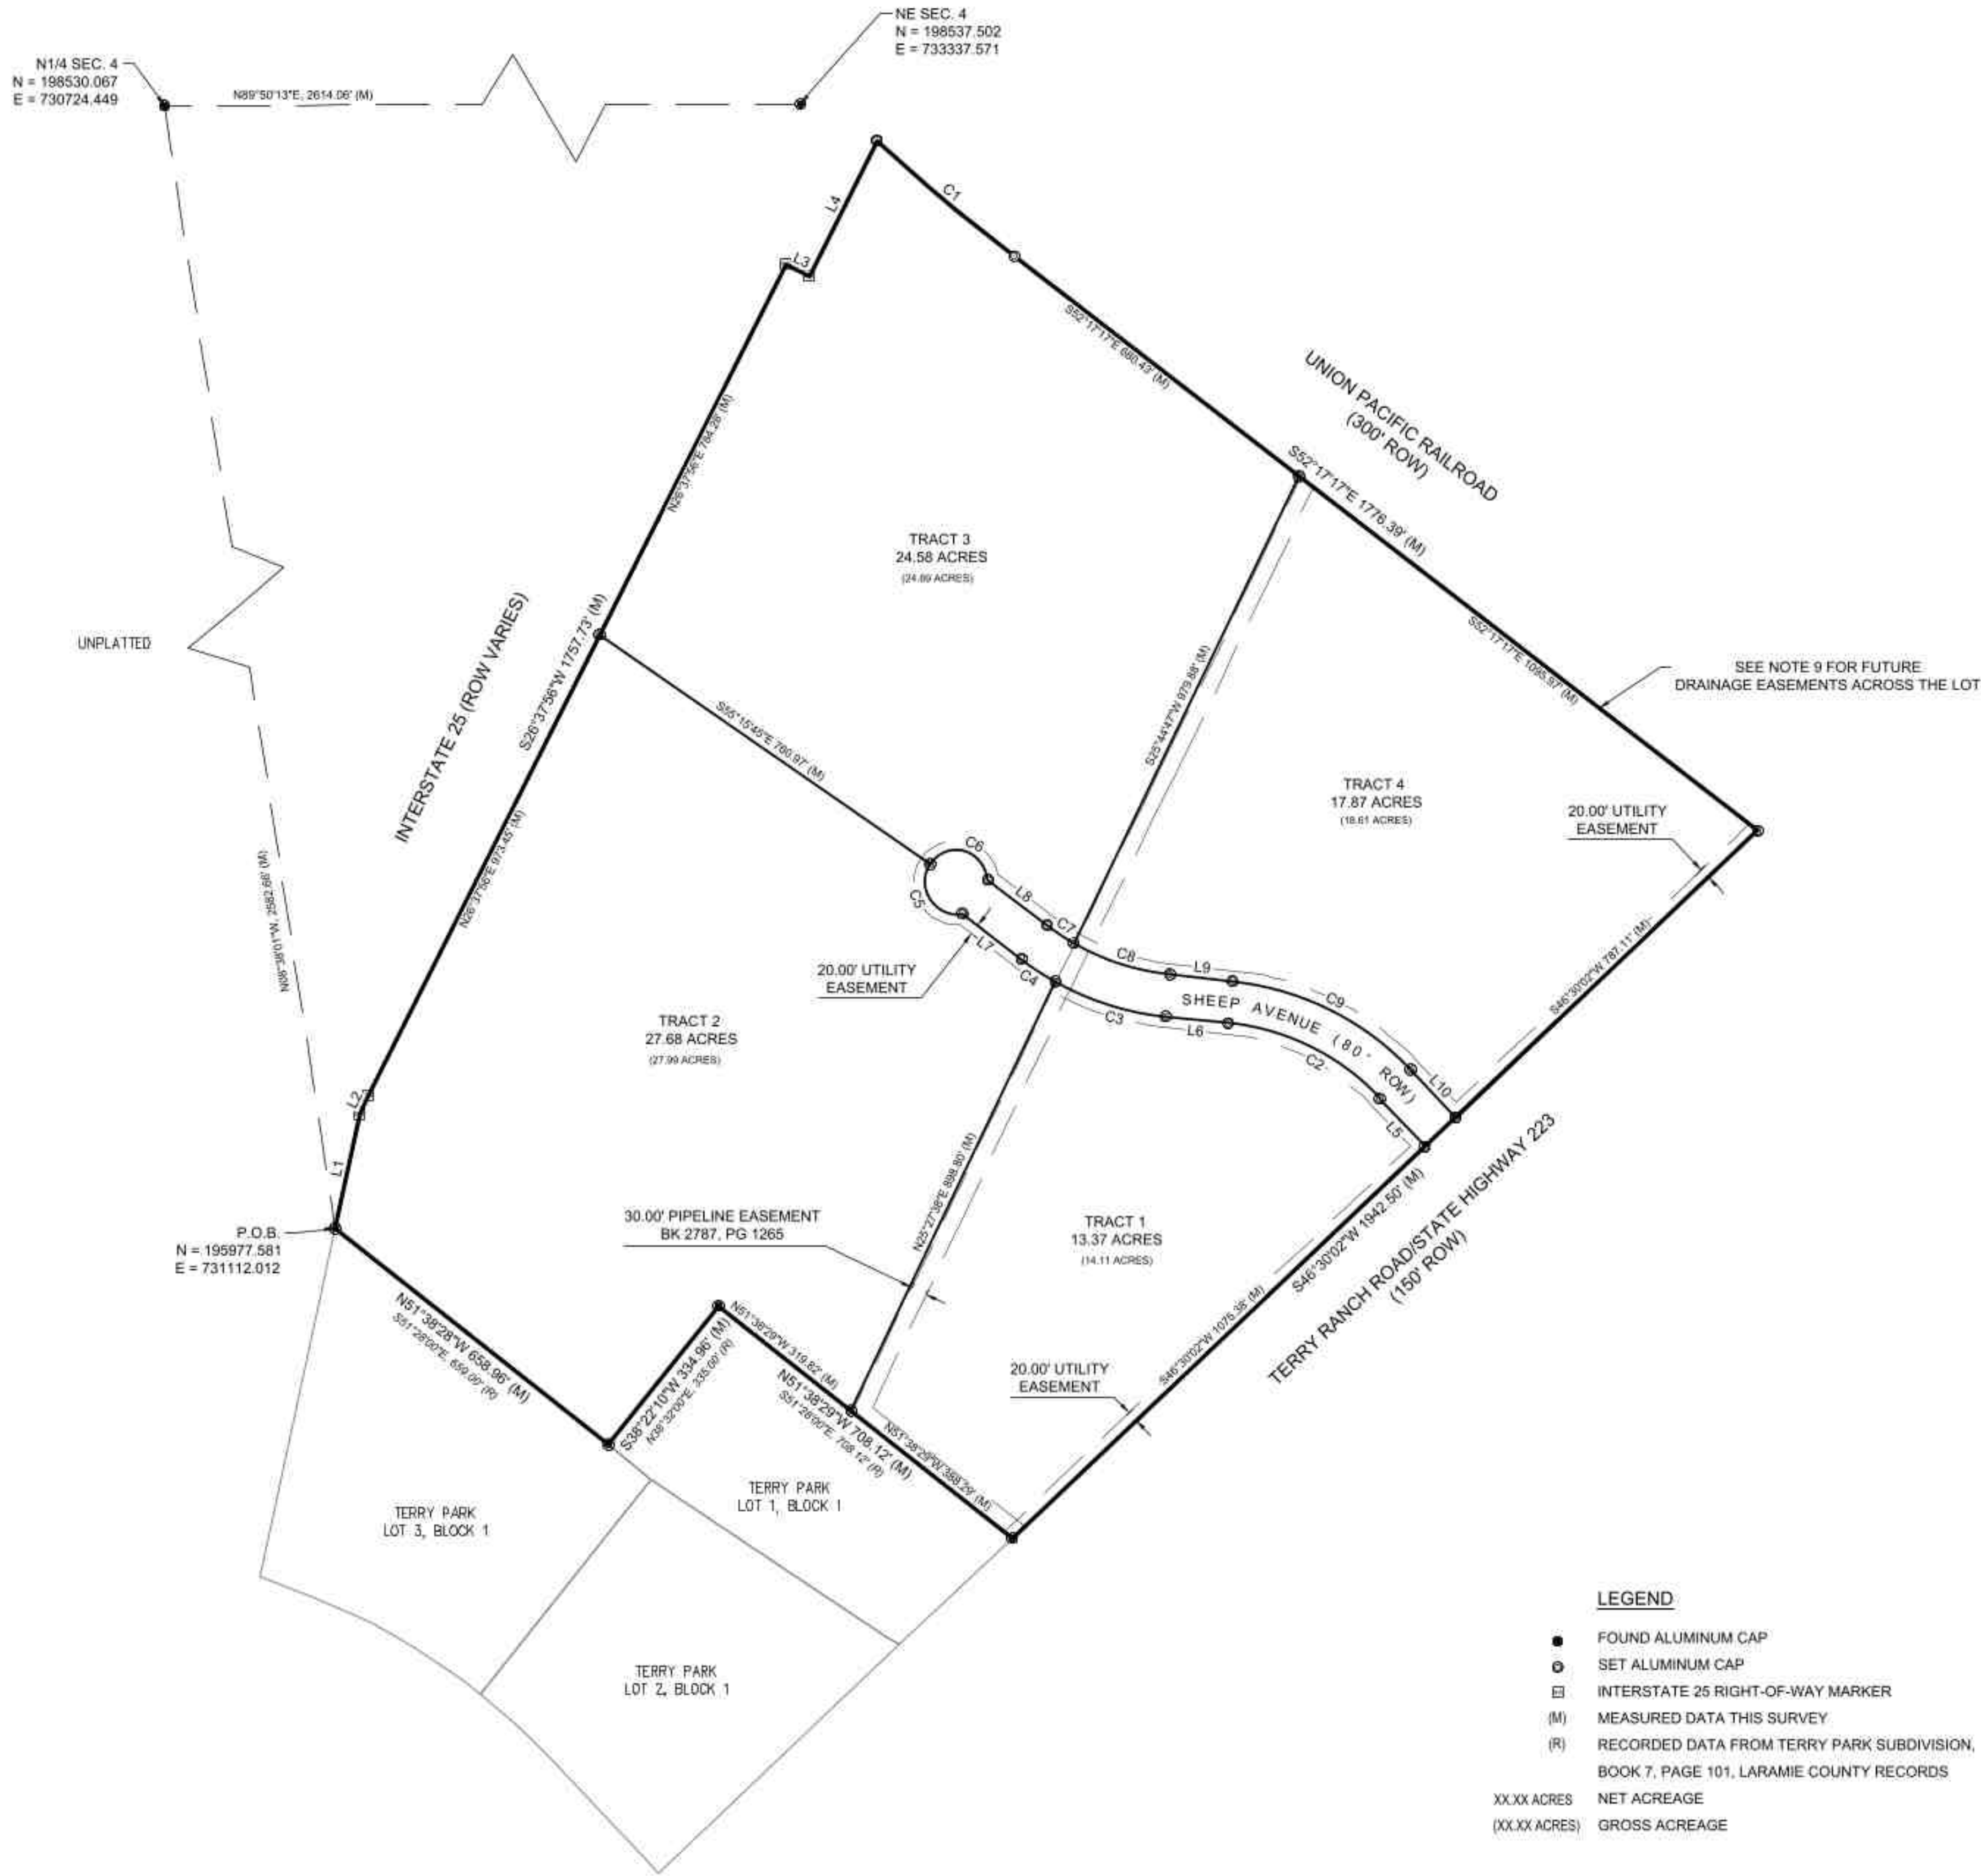 NE SEC. 4
N = 198537.502
E = 733337.571
N1/4 SEC. 4
N = 198530.067
E = 730724.449
N89°50'13"E, 2614.06' (M)
C1
L4
L3
S52°17'17"E 680.43' (M)
UNION PACIFIC RAILROAD
(300' ROW)
S52°17'17"E 1776.39' (M)
N26°37'56"E 784.28' (M)
TRACT 3
24.58 ACRES
(24.89 ACRES)
UNPLATTED
INTERSTATE 25 (ROW VARIES)
S26°37'56"W 1757.73' (M)
S52°17'17"E 1095.97' (M)
SEE NOTE 9 FOR FUTURE
DRAINAGE EASEMENTS ACROSS THE LOT
S55°15'45"E 780.97' (M)
S25°44'47"W 979.88' (M)
TRACT 4
17.87 ACRES
(18.61 ACRES)
20.00' UTILITY
EASEMENT
N26°37'56"E 973.45' (M)
N08°38'01"W, 2582.68' (M)
C6
C5
L8
C7
L7
C4
C8
L9
C9
20.00' UTILITY
EASEMENT
SHEEP AVENUE (80' ROW)
C3
L6
C2
L10
L5
S46°30'02"W 787.11' (M)
TRACT 2
27.68 ACRES
(27.99 ACRES)
L2
L1
P.O.B.
N = 195977.581
E = 731112.012
30.00' PIPELINE EASEMENT
BK 2787, PG 1265
N25°27'38"E 898.80' (M)
TRACT 1
13.37 ACRES
(14.11 ACRES)
S46°30'02"W 1942.50' (M)
TERRY RANCH ROAD/STATE HIGHWAY 223
(150' ROW)
S46°30'02"W 1075.38' (M)
N51°38'28"W 658.96' (M)
S51°28'00"E, 659.00' (R)
S38°22'10"W 334.96' (M)
N38°32'00"E, 335.00' (R)
N51°38'29"W 319.82' (M)
N51°38'29"W 708.12' (M)
S51°28'00"E, 708.12' (R)
N51°38'29"W 388.29' (M)
20.00' UTILITY
EASEMENT
TERRY PARK
LOT 3, BLOCK 1
TERRY PARK
LOT 1, BLOCK 1
TERRY PARK
LOT 2, BLOCK 1
LEGEND
FOUND ALUMINUM CAP
SET ALUMINUM CAP
INTERSTATE 25 RIGHT-OF-WAY MARKER
(M) MEASURED DATA THIS SURVEY
(R) RECORDED DATA FROM TERRY PARK SUBDIVISION,
BOOK 7, PAGE 101, LARAMIE COUNTY RECORDS
XX.XX ACRES NET ACREAGE
(XX.XX ACRES) GROSS ACREAGE